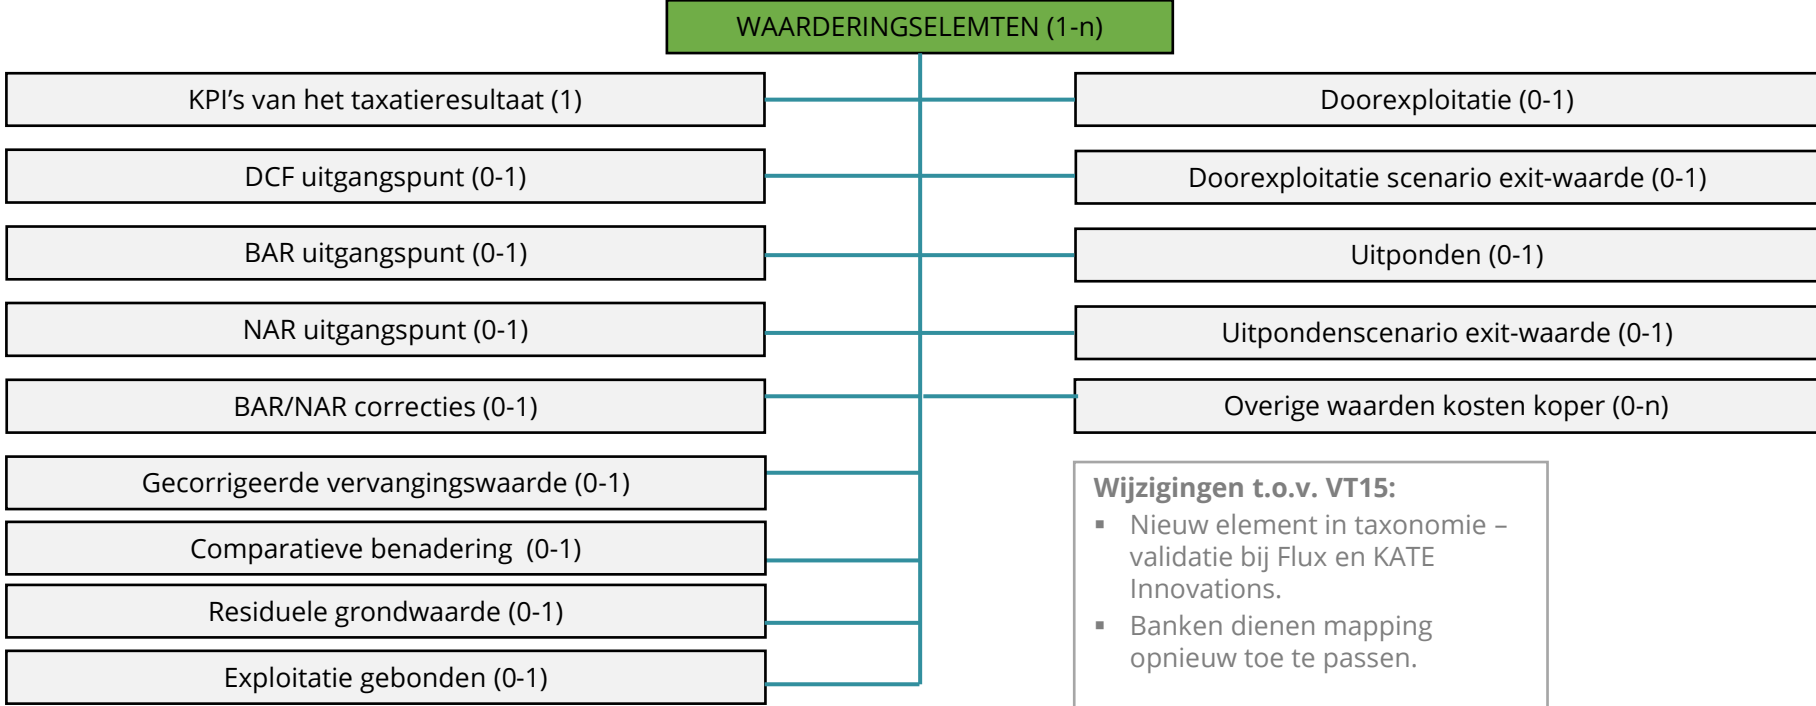 WAARDERINGSELEMTEN (1-n)
KPI’s van het taxatieresultaat (1)
DCF uitgangspunt (0-1)
BAR uitgangspunt (0-1)
NAR uitgangspunt (0-1)
BAR/NAR correcties (0-1)
Gecorrigeerde vervangingswaarde (0-1)
Comparatieve benadering (0-1)
Residuele grondwaarde (0-1)
Exploitatie gebonden (0-1)
Doorexploitatie (0-1)
Doorexploitatie scenario exit-waarde (0-1)
Uitponden (0-1)
Uitpondenscenario exit-waarde (0-1)
Overige waarden kosten koper (0-n)
Wijzigingen t.o.v. VT15:
▪ Nieuw element in taxonomie –
validatie bij Flux en KATE
Innovations.
▪ Banken dienen mapping
opnieuw toe te passen.